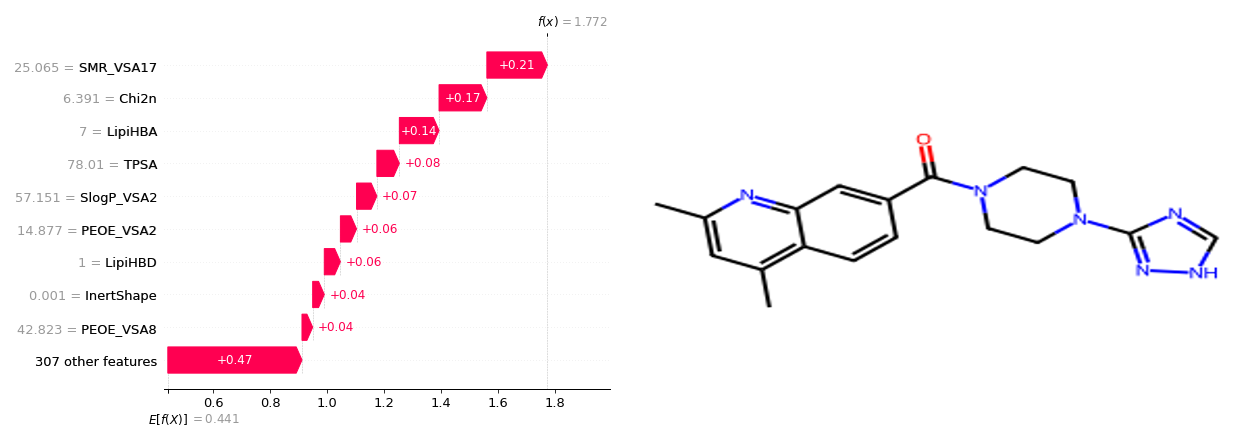 f(x) = 1.772
25.065 = SMR_VSA17 +0.21
6.391 = Chi2n +0.17
7 = LipiHBA +0.14
78.01 = TPSA +0.08
57.151 = SlogP_VSA2 +0.07
14.877 = PEOE_VSA2 +0.06
1 = LipiHBD +0.06
0.001 = InertShape +0.04
42.823 = PEOE_VSA8 +0.04
307 other features +0.47
0.6 0.8 1.0 1.2 1.4 1.6 1.8
E[f(X)] = 0.441
O
N
N
N
N
N
NH